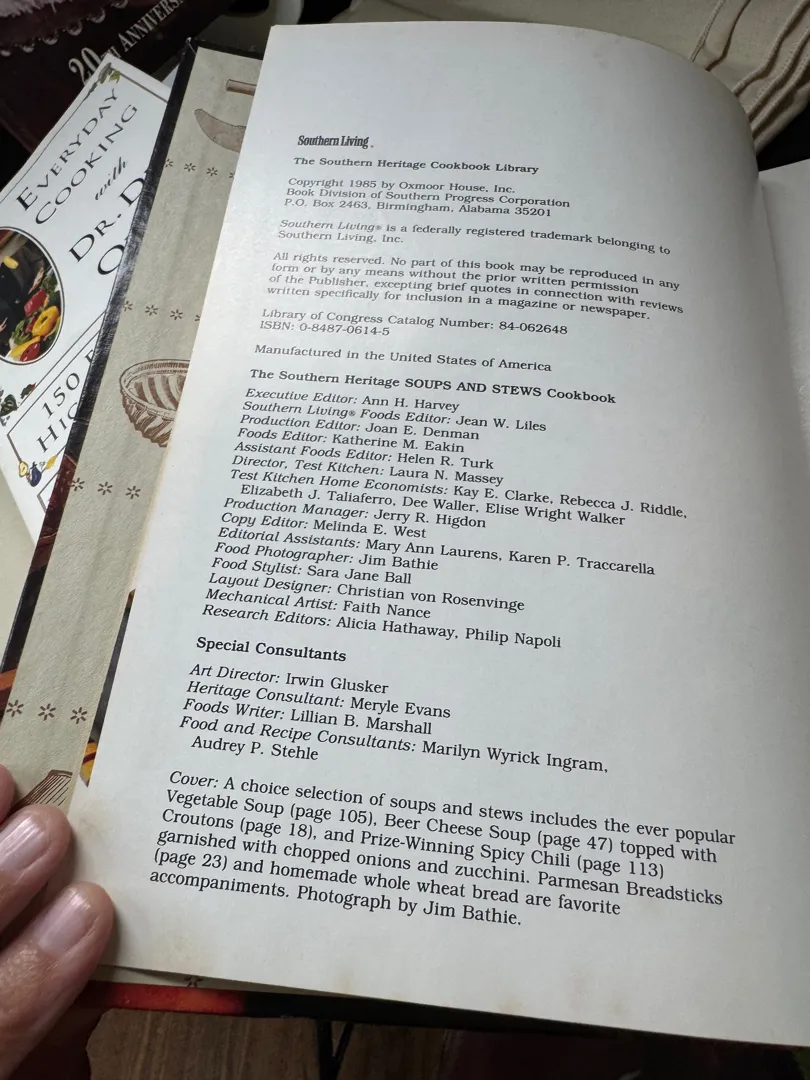 20
ANNIVERS
EVERYDAY
COOKING
with
DR. D
150
HIG
Southern Living®
The Southern Heritage Cookbook Library
Copyright 1985 by Oxmoor House, Inc.
Book Division of Southern Progress Corporation
P.O. Box 2463, Birmingham, Alabama 35201
Southern Living® is a federally registered trademark belonging to
Southern Living, Inc.
All rights reserved. No part of this book may be reproduced in any
form or by any means without the prior written permission
of the Publisher, excepting brief quotes in connection with reviews
written specifically for inclusion in a magazine or newspaper.
Library of Congress Catalog Number: 84-062648
ISBN: 0-8487-0614-5
Manufactured in the United States of America
The Southern Heritage SOUPS AND STEWS Cookbook
Executive Editor: Ann H. Harvey
Southern Living® Foods Editor: Jean W. Liles
Production Editor: Joan E. Denman
Foods Editor: Katherine M. Eakin
Assistant Foods Editor: Helen R. Turk
Director, Test Kitchen: Laura N. Massey
Test Kitchen Home Economists: Kay E. Clarke, Rebecca J. Riddle,
Elizabeth J. Taliaferro, Dee Waller, Elise Wright Walker
Production Manager: Jerry R. Higdon
Copy Editor: Melinda E. West
Editorial Assistants: Mary Ann Laurens, Karen P. Traccarella
Food Photographer: Jim Bathie
Food Stylist: Sara Jane Ball
Layout Designer: Christian von Rosenvinge
Mechanical Artist: Faith Nance
Research Editors: Alicia Hathaway, Philip Napoli
Special Consultants
Art Director: Irwin Glusker
Heritage Consultant: Meryle Evans
Foods Writer: Lillian B. Marshall
Food and Recipe Consultants: Marilyn Wyrick Ingram,
Audrey P. Stehle
Cover: A choice selection of soups and stews includes the ever popular
Vegetable Soup (page 105), Beer Cheese Soup (page 47) topped with
Croutons (page 18), and Prize-Winning Spicy Chili (page 113)
garnished with chopped onions and zucchini. Parmesan Breadsticks
(page 23) and homemade whole wheat bread are favorite
accompaniments. Photograph by Jim Bathie.